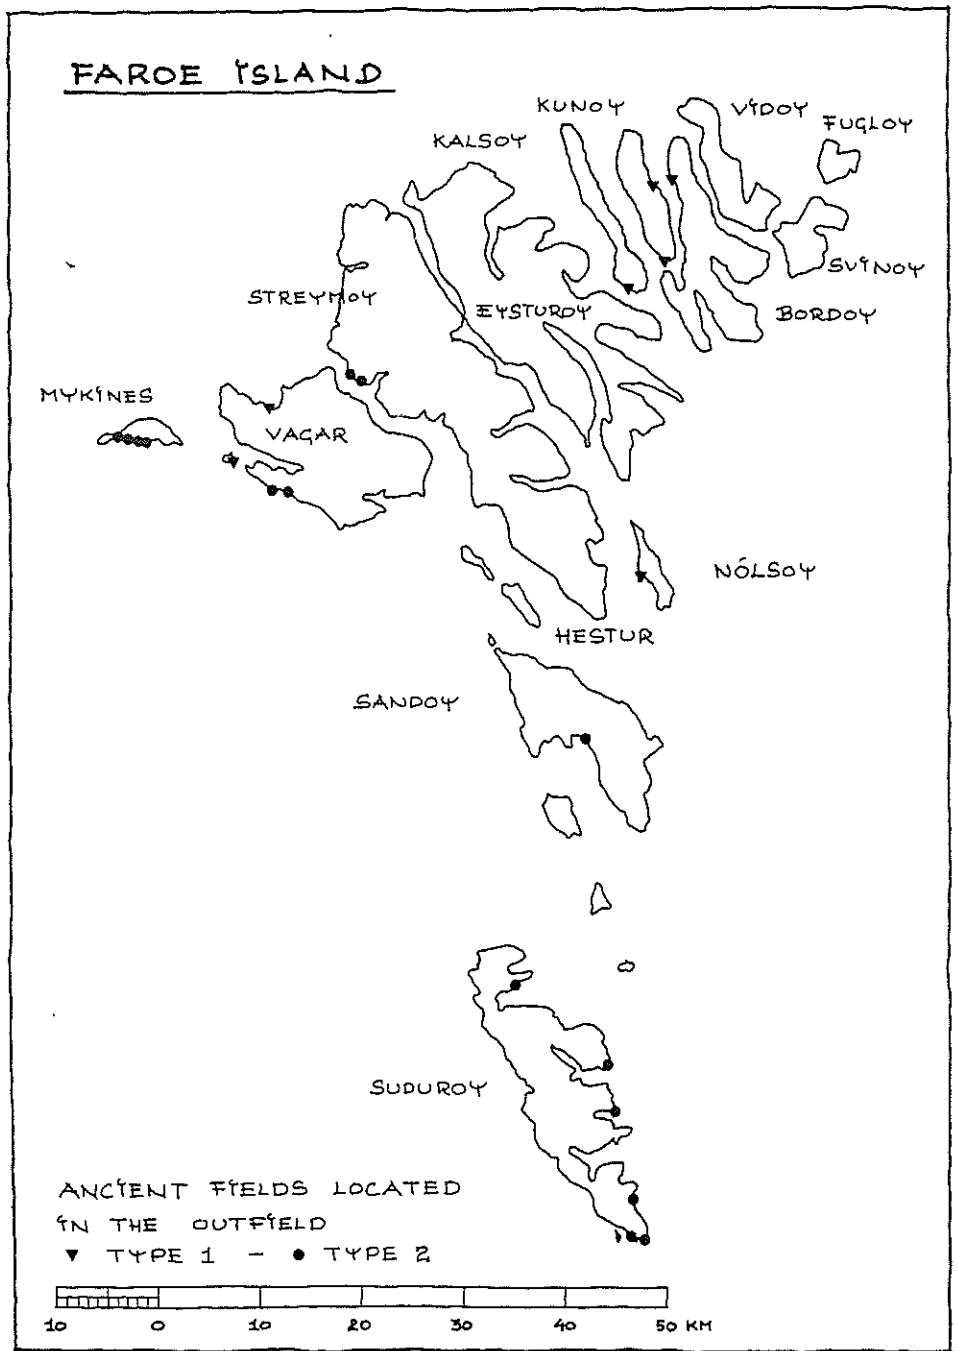 FAROE ISLAND
KUNOY
VIDOY
FUGLOY
KALSOY
SVINOY
STREYMOY
EYSTURDY
BORDOY
MYKINES
VAGAR
NÓLSOY
HESTUR
SANDOY
SUDUROY
ANCIENT FIELDS LOCATED
IN THE OUTFIELD
▼ TYPE 1 – ● TYPE 2
10 0 10 20 30 40 50 KM